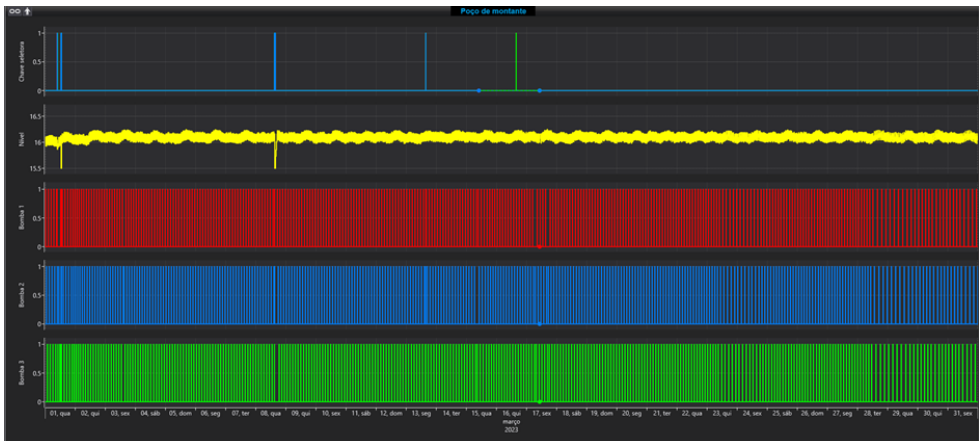 Poço de montante
Chave seletora
1
0.5
0
Nível
16.5
16
15.5
Bomba 1
1
0.5
0
Bomba 2
1
0.5
0
Bomba 3
1
0.5
0
01, qua 02, qui 03, sex 04, sáb 05, dom 06, seg 07, ter 08, qua 09, qui 10, sex 11, sáb 12, dom 13, seg 14, ter 15, qua 16, qui 17, sex 18, sáb 19, dom 20, seg 21, ter 22, qua 23, qui 24, sex 25, sáb 26, dom 27, seg 28, ter 29, qua 30, qui 31, sex
março
2023